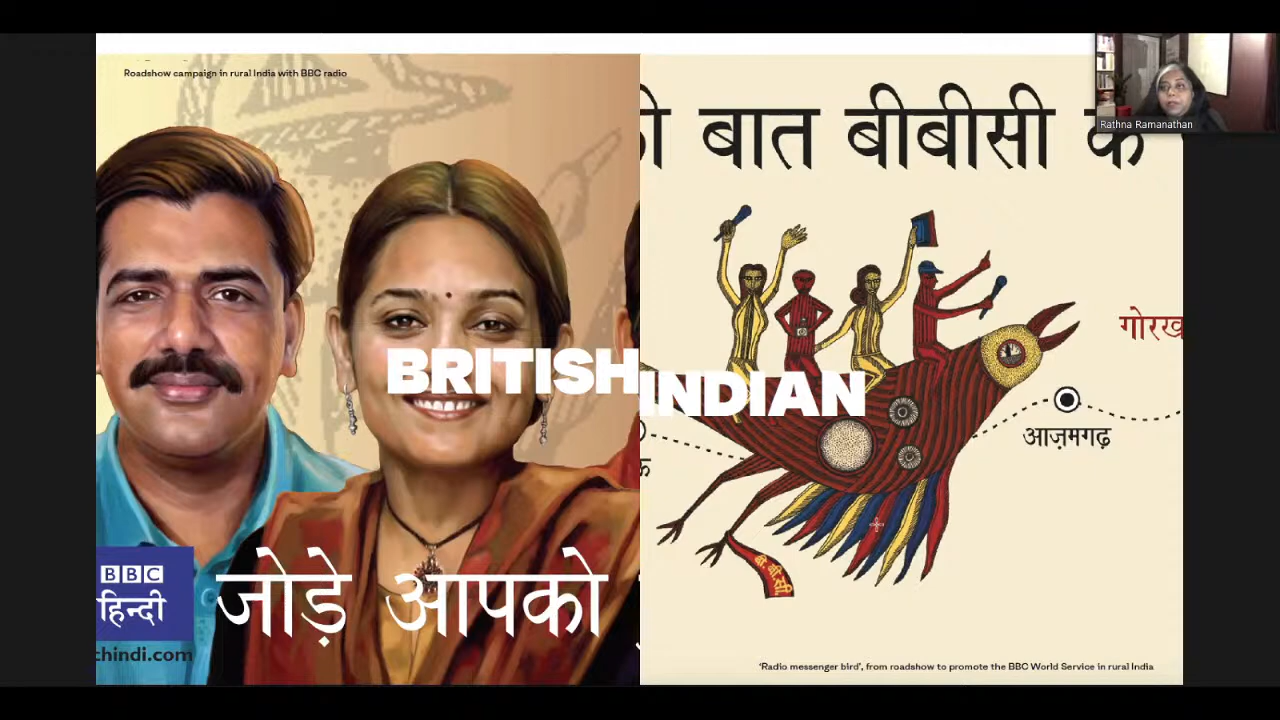 Roadshow campaign in rural India with BBC radio
बात बीबीसी
Rathna Ramanathan
BRITISH
INDIAN
गोरख
आज़मगढ़
बी.बी.सी.
BBC
हिन्दी
जोड़े आपको
hindi.com
'Radio messenger bird', from roadshow to promote the BBC World Service in rural India